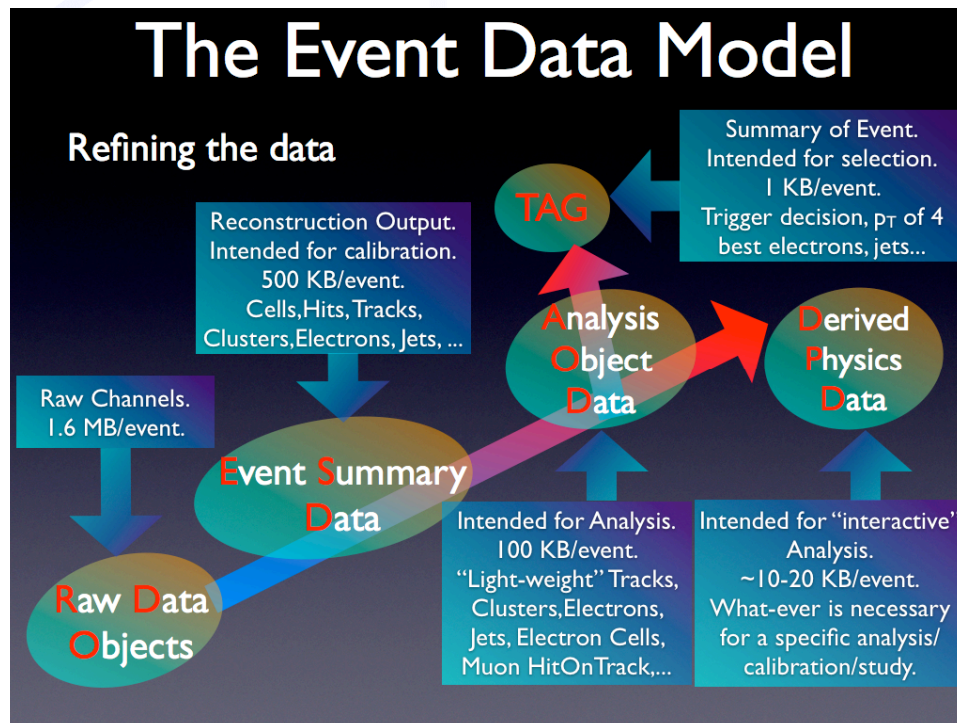 The Event Data Model
Refining the data
Summary of Event.
Intended for selection.
1 KB/event.
Trigger decision, pT of 4
best electrons, jets...
TAG
Reconstruction Output.
Intended for calibration.
500 KB/event.
Cells,Hits,Tracks,
Clusters,Electrons, Jets, ...
Analysis
Object
Data
Derived
Physics
Data
Raw Channels.
1.6 MB/event.
Event Summary
Data
Intended for Analysis.
100 KB/event.
“Light-weight” Tracks,
Clusters,Electrons,
Jets, Electron Cells,
Muon HitOnTrack,...
Intended for “interactive”
Analysis.
~10-20 KB/event.
What-ever is necessary
for a specific analysis/
calibration/study.
Raw Data
Objects